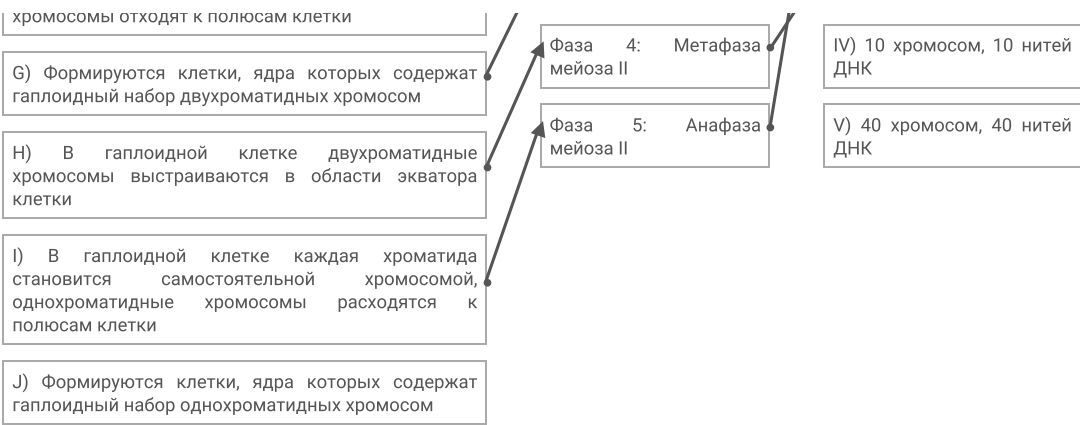 хромосомы отходят к полюсам клетки
G) Формируются клетки, ядра которых содержат
гаплоидный набор двухроматидных хромосом
H) В гаплоидной клетке двухроматидные
хромосомы выстраиваются в области экватора
клетки
I) В гаплоидной клетке каждая хроматида
становится самостоятельной хромосомой,
однохроматидные хромосомы расходятся к
полюсам клетки
J) Формируются клетки, ядра которых содержат
гаплоидный набор однохроматидных хромосом
Фаза 4: Метафаза
мейоза II
Фаза 5: Анафаза
мейоза II
IV) 10 хромосом, 10 нитей
ДНК
V) 40 хромосом, 40 нитей
ДНК